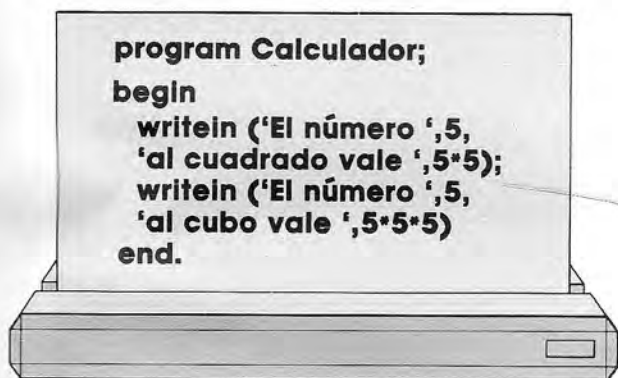 program Calculador;
begin
writein (‘El número ‘,5,
‘al cuadrado vale ‘,5*5);
writein (‘El número ‘,5,
‘al cubo vale ‘,5*5*5)
end.